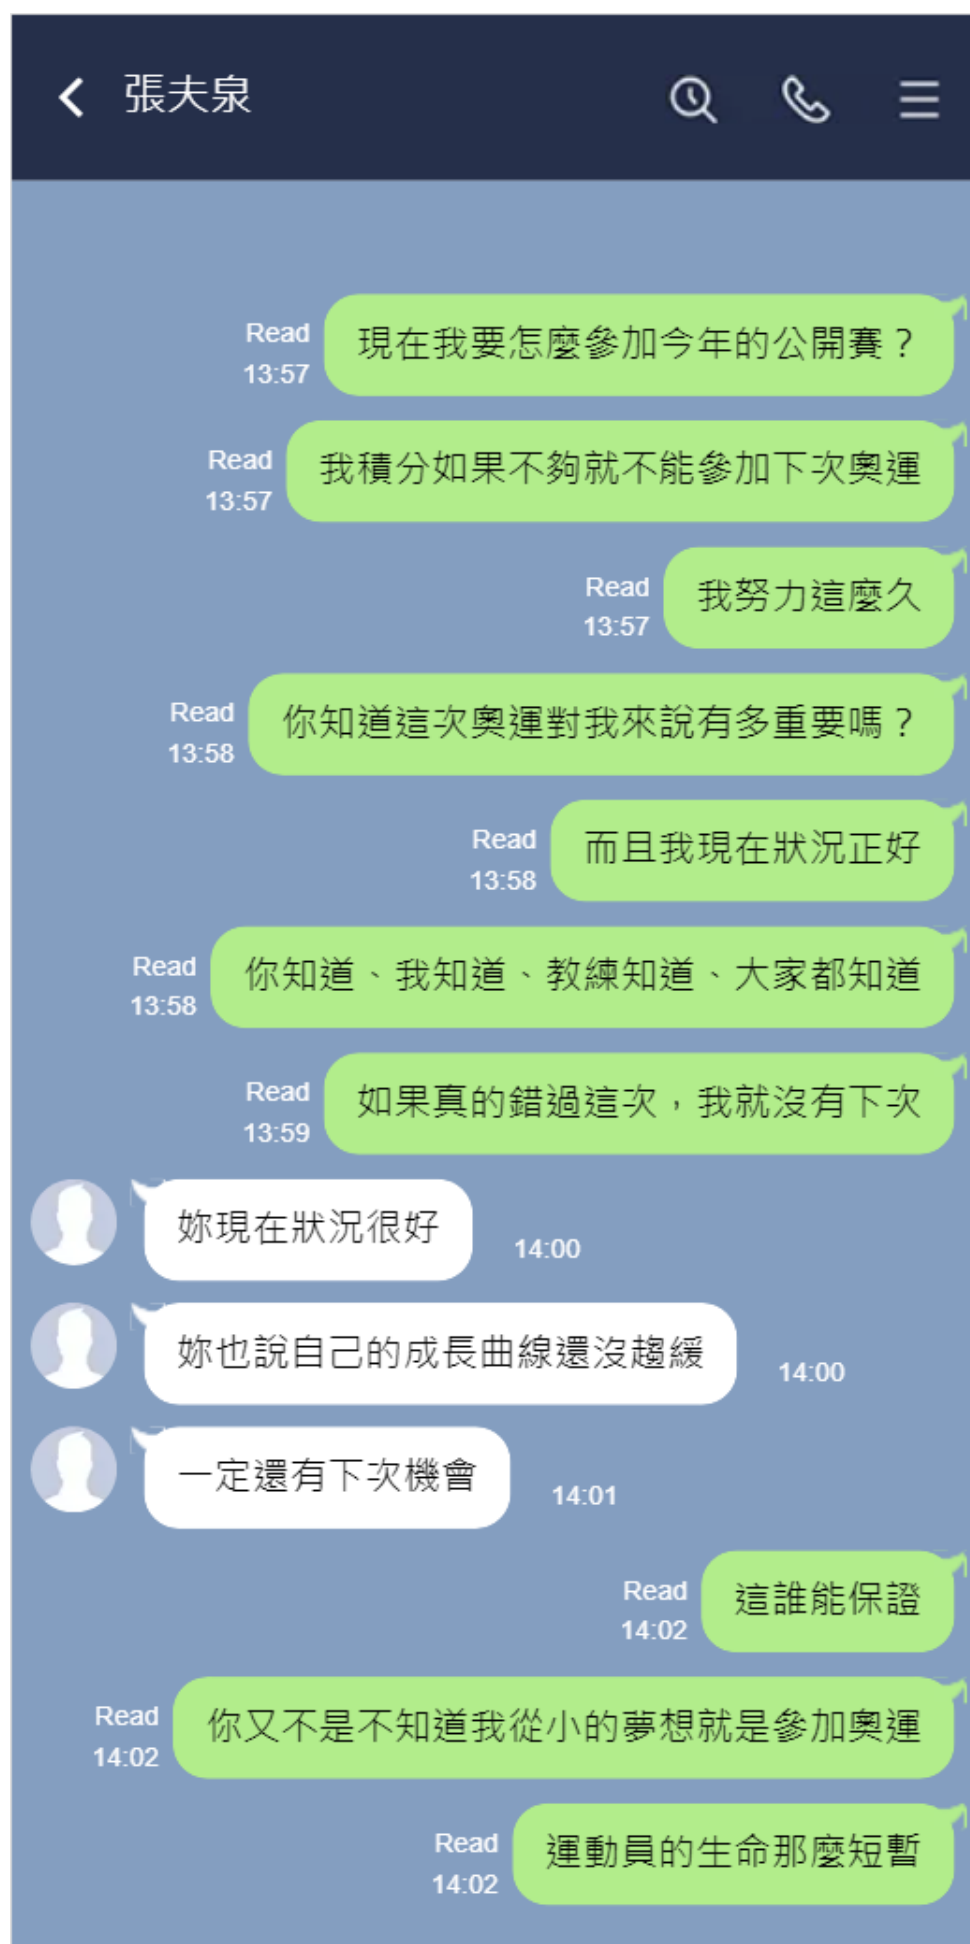 張夫泉
Read
13:57
現在我要怎麼參加今年的公開賽？
Read
13:57
我積分如果不夠就不能參加下次奧運
Read
13:57
我努力這麼久
Read
13:58
你知道這次奧運對我來說有多重要嗎？
Read
13:58
而且我現在狀況正好
Read
13:58
你知道、我知道、教練知道、大家都知道
Read
13:59
如果真的錯過這次，我就沒有下次
妳現在狀況很好
14:00
妳也說自己的成長曲線還沒趨緩
14:00
一定還有下次機會
14:01
Read
14:02
這誰能保證
Read
14:02
你又不是不知道我從小的夢想就是參加奧運
Read
14:02
運動員的生命那麼短暫